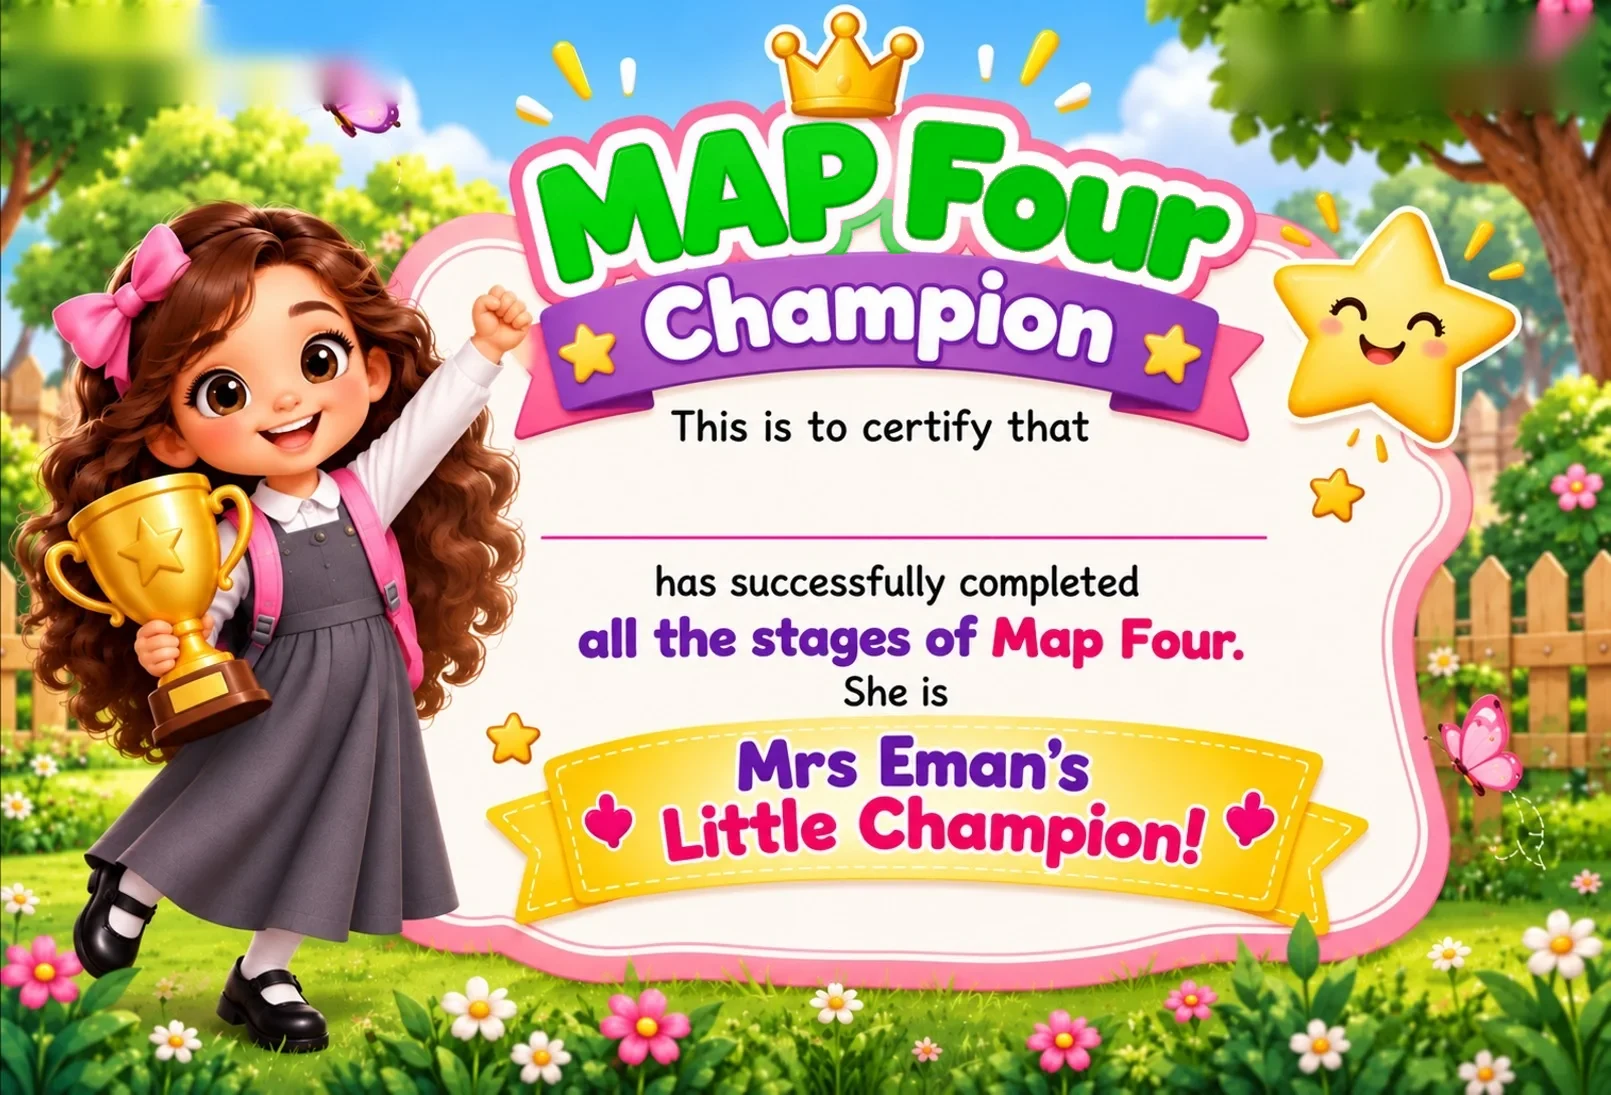 MAP Four
Champion
This is to certify that
has successfully completed
all the stages of Map Four.
She is
Mrs Eman's
Little Champion!